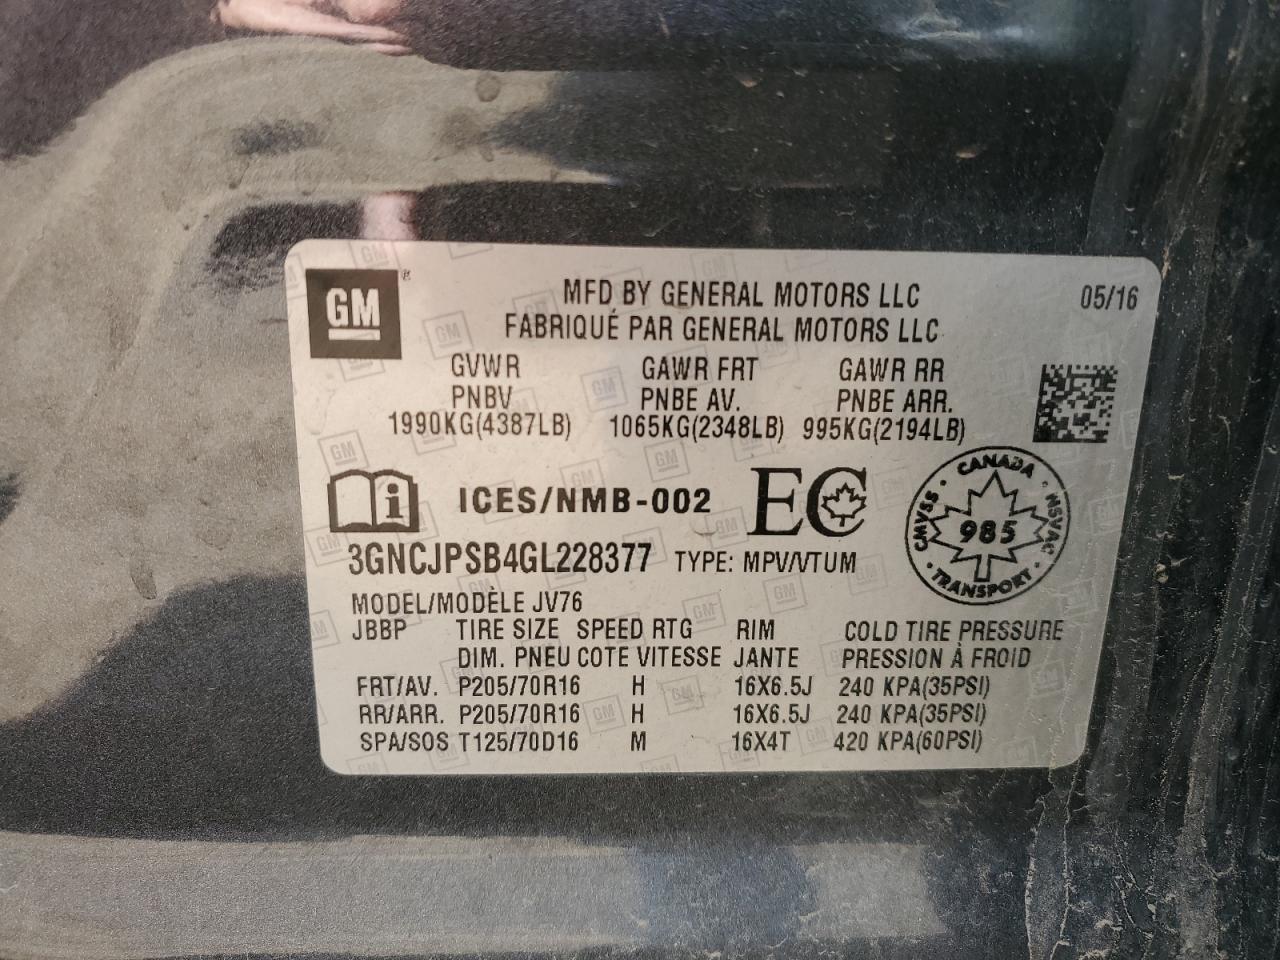 GM ®
MFD BY GENERAL MOTORS LLC 05/16
FABRIQUÉ PAR GENERAL MOTORS LLC
GVWR GAWR FRT GAWR RR
PNBV PNBE AV. PNBE ARR.
1990KG(4387LB) 1065KG(2348LB) 995KG(2194LB)
i ICES/NMB-002 EC
CANADA CMVSS NSVAC 985 TRANSPORT
3GNCJPSB4GL228377 TYPE: MPV/VTUM
MODEL/MODÈLE JV76
JBBP TIRE SIZE SPEED RTG RIM COLD TIRE PRESSURE
DIM. PNEU COTE VITESSE JANTE PRESSION À FROID
FRT/AV. P205/70R16 H 16X6.5J 240 KPA(35PSI)
RR/ARR. P205/70R16 H 16X6.5J 240 KPA(35PSI)
SPA/SOS T125/70D16 M 16X4T 420 KPA(60PSI)